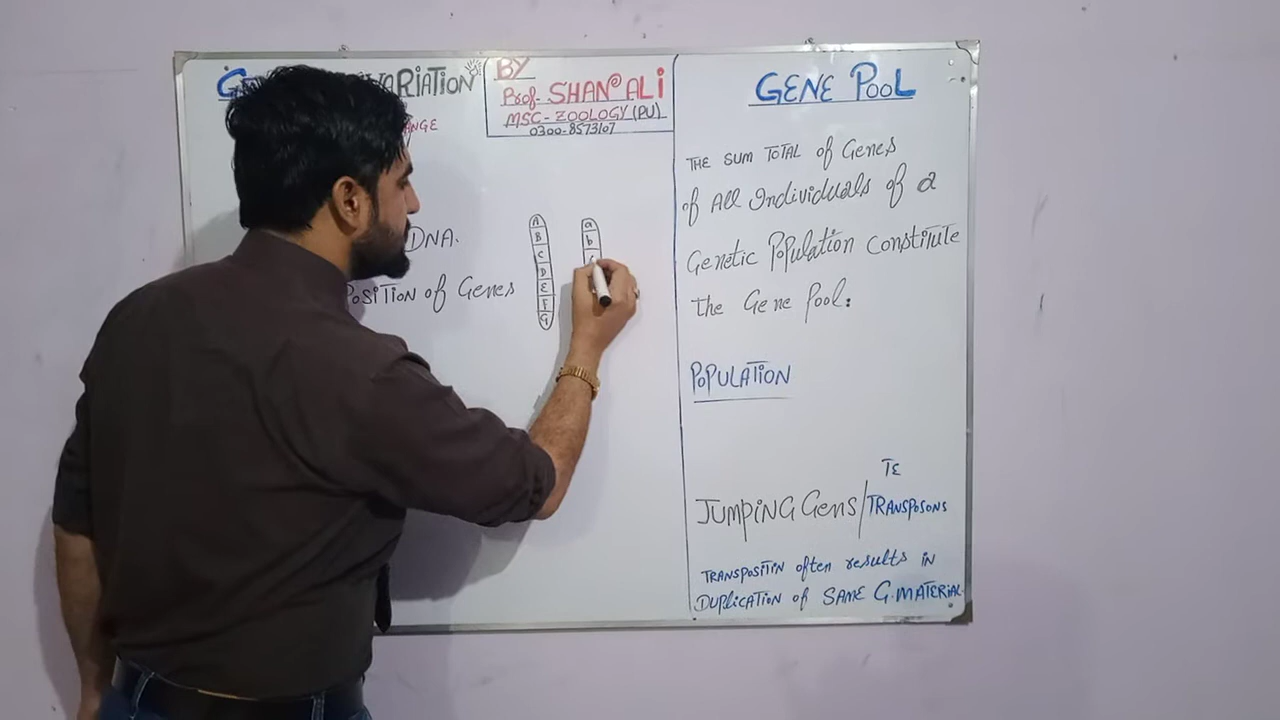 VARIATION
BY
Prof- SHAN ALI
MSC- ZOOLOGY (PU)
0300-8573107
ANGE
DNA.
POSITION of GENES
A
B
C
D
E
F
G
a
b
GENE POOL
THE SUM TOTAL of GENES
of All Individuals of a
Genetic Population constitute
the Gene Pool:
POPULATION
TE
JUMPING Gens/TRANSPOSONS
TRANSPOSITIN often results in
DUPLICATION of SAME G.MATERIAL